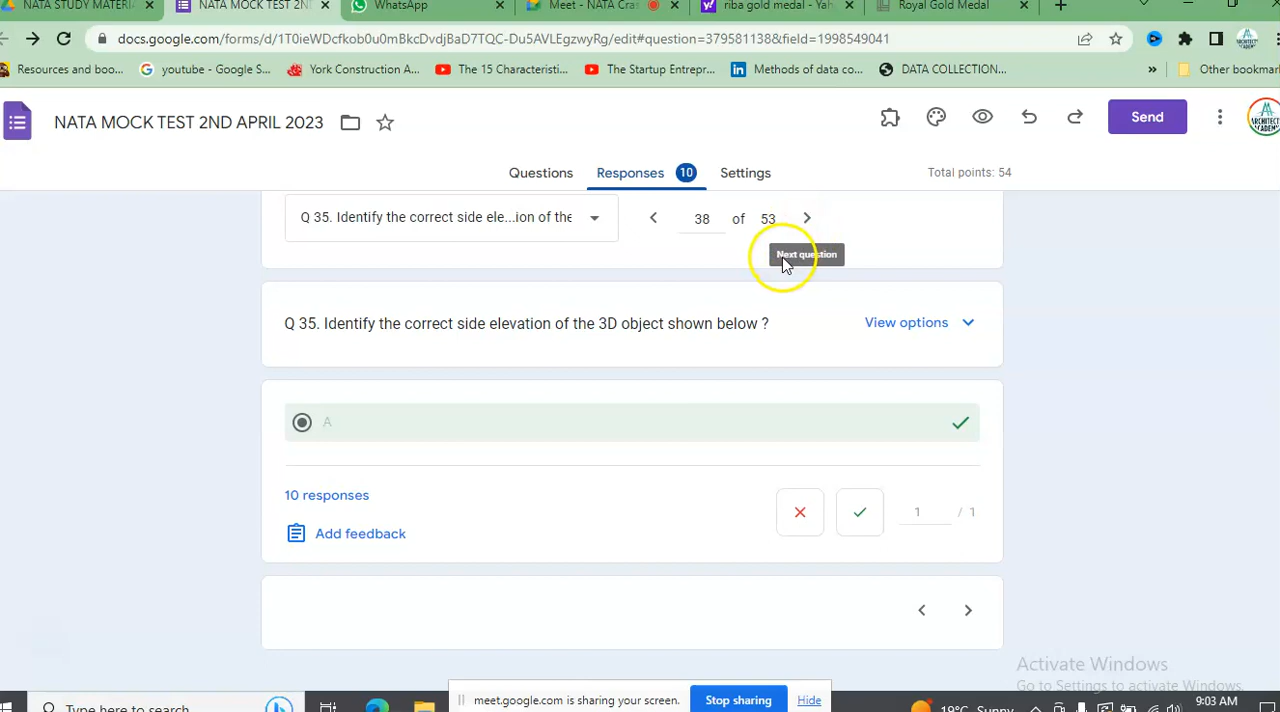 NATA STUDY MATERI
NATA MOCK TEST 2N
WhatsApp
Meet - NATA Cras
riba gold medal - Yah
Royal Gold Medal
docs.google.com/forms/d/1T0ieWDcfkob0u0mBkcDvdjBaD7TQC-Du5AVLEgzwyRg/edit#question=379581138&field=1998549041
Resources and boo...
youtube - Google S...
York Construction A...
The 15 Characteristi...
The Startup Entrepr...
Methods of data co...
DATA COLLECTION...
Other bookmar
NATA MOCK TEST 2ND APRIL 2023
Send
Questions
Responses 10
Settings
Total points: 54
Q 35. Identify the correct side ele...ion of the
38 of 53
Next question
Q 35. Identify the correct side elevation of the 3D object shown below ?
View options
A
10 responses
1 / 1
Add feedback
Activate Windows
Go to Settings to activate Windows.
meet.google.com is sharing your screen.
Stop sharing
Hide
Type here to search
19°C Sunny
9:03 AM